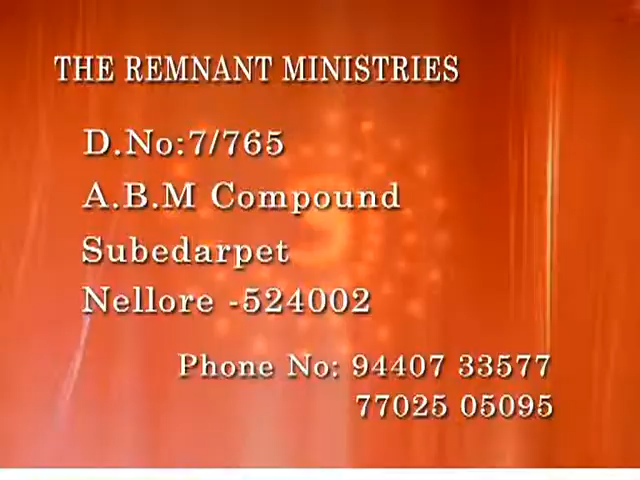 THE REMNANT MINISTRIES
D.No:7/765
A.B.M Compound
Subedarpet
Nellore -524002
Phone No: 94407 33577
77025 05095